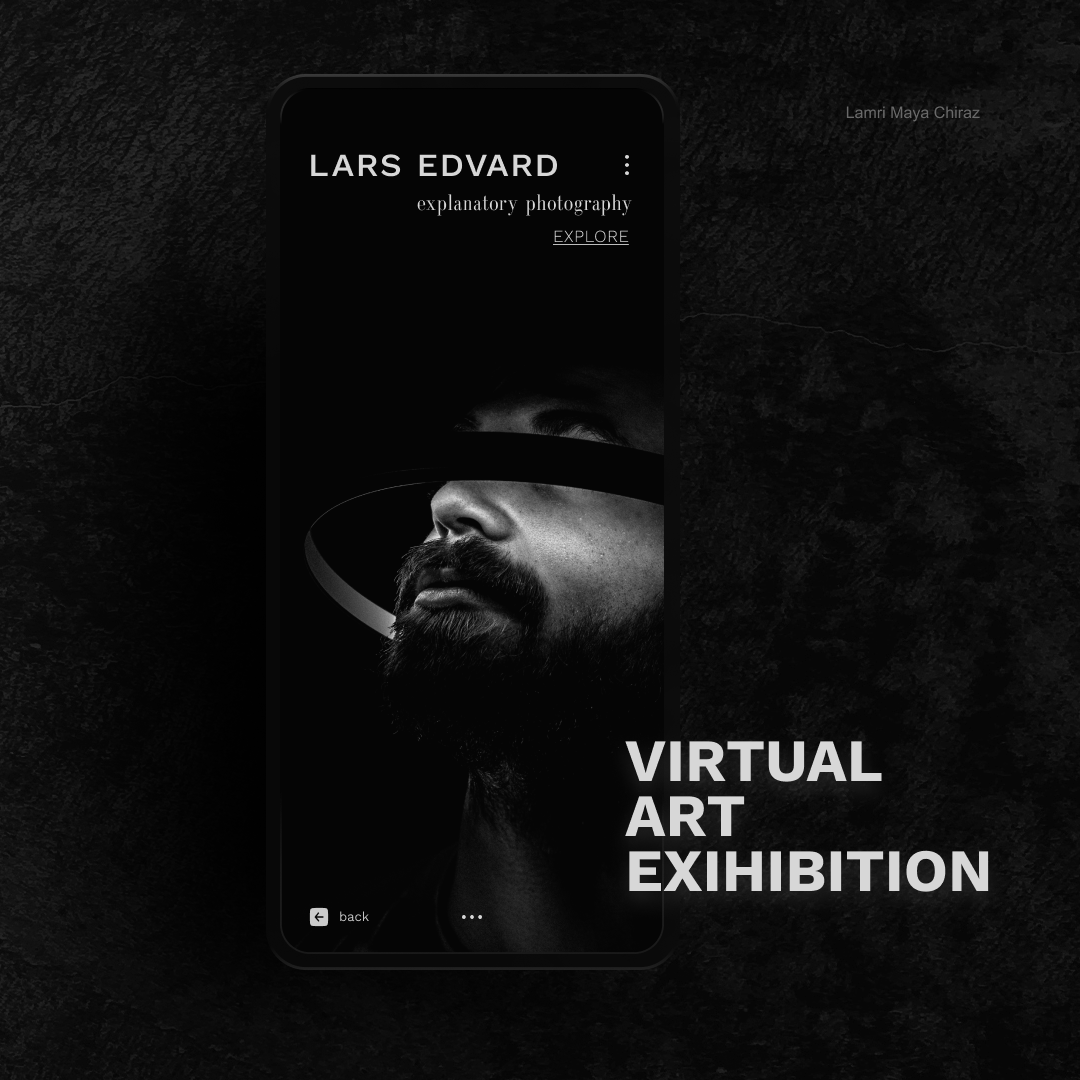 Lamri Maya Chiraz
LARS EDVARD
explanatory photography
EXPLORE
VIRTUAL
ART
EXIHIBITION
back